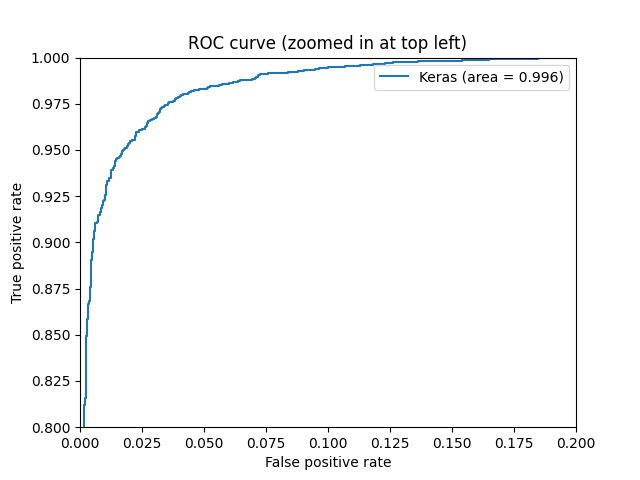 ROC curve (zoomed in at top left)
Keras (area = 0.996)
True positive rate
1.000
0.975
0.950
0.925
0.900
0.875
0.850
0.825
0.800
0.000 0.025 0.050 0.075 0.100 0.125 0.150 0.175 0.200
False positive rate